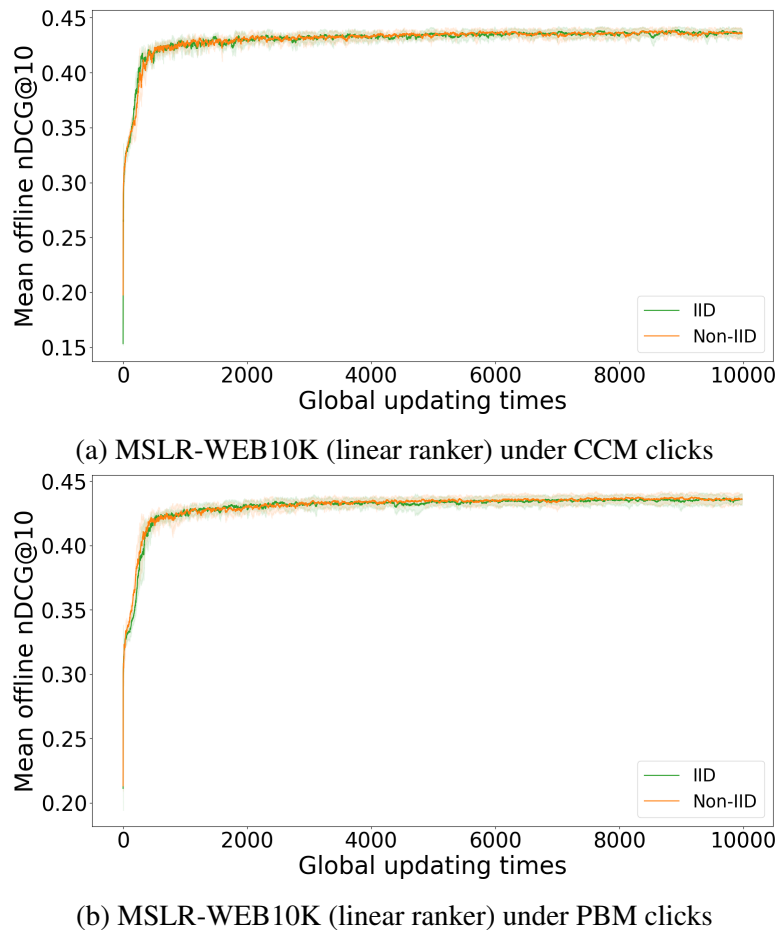 Mean offline nDCG@10
0.45
0.40
0.35
0.30
0.25
0.20
0.15
IID
Non-IID
0 2000 4000 6000 8000 10000
Global updating times
(a) MSLR-WEB10K (linear ranker) under CCM clicks
Mean offline nDCG@10
0.45
0.40
0.35
0.30
0.25
0.20
IID
Non-IID
0 2000 4000 6000 8000 10000
Global updating times
(b) MSLR-WEB10K (linear ranker) under PBM clicks